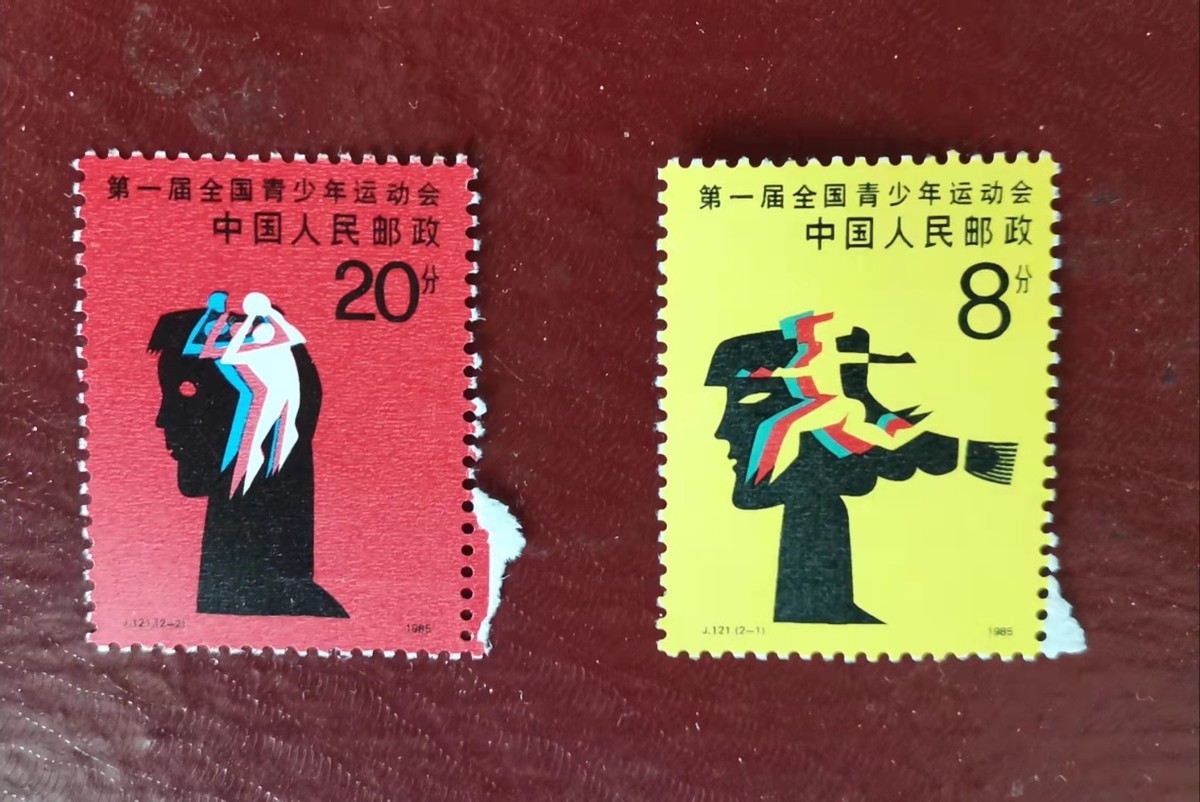 第一届全国青少年运动会
中国人民邮政
20分
J.121.(2-2)
1985
第一届全国青少年运动会
中国人民邮政
8分
J.121 (2-1)
1985